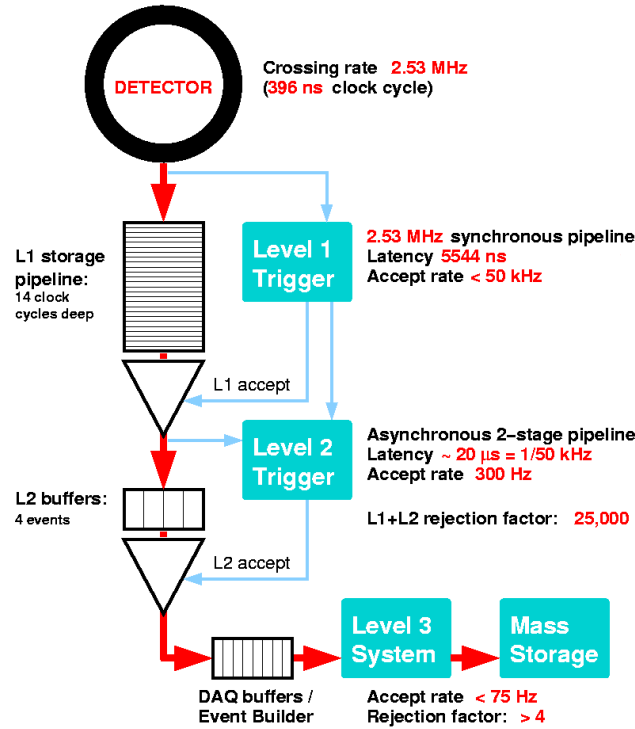 DETECTOR
Crossing rate 2.53 MHz
(396 ns clock cycle)
L1 storage
pipeline:
14 clock
cycles deep
Level 1
Trigger
2.53 MHz synchronous pipeline
Latency 5544 ns
Accept rate < 50 kHz
L1 accept
Level 2
Trigger
Asynchronous 2−stage pipeline
Latency ~ 20 µs = 1/50 kHz
Accept rate 300 Hz
L2 buffers:
4 events
L1+L2 rejection factor: 25,000
L2 accept
Level 3
System
Mass
Storage
DAQ buffers /
Event Builder
Accept rate < 75 Hz
Rejection factor: > 4